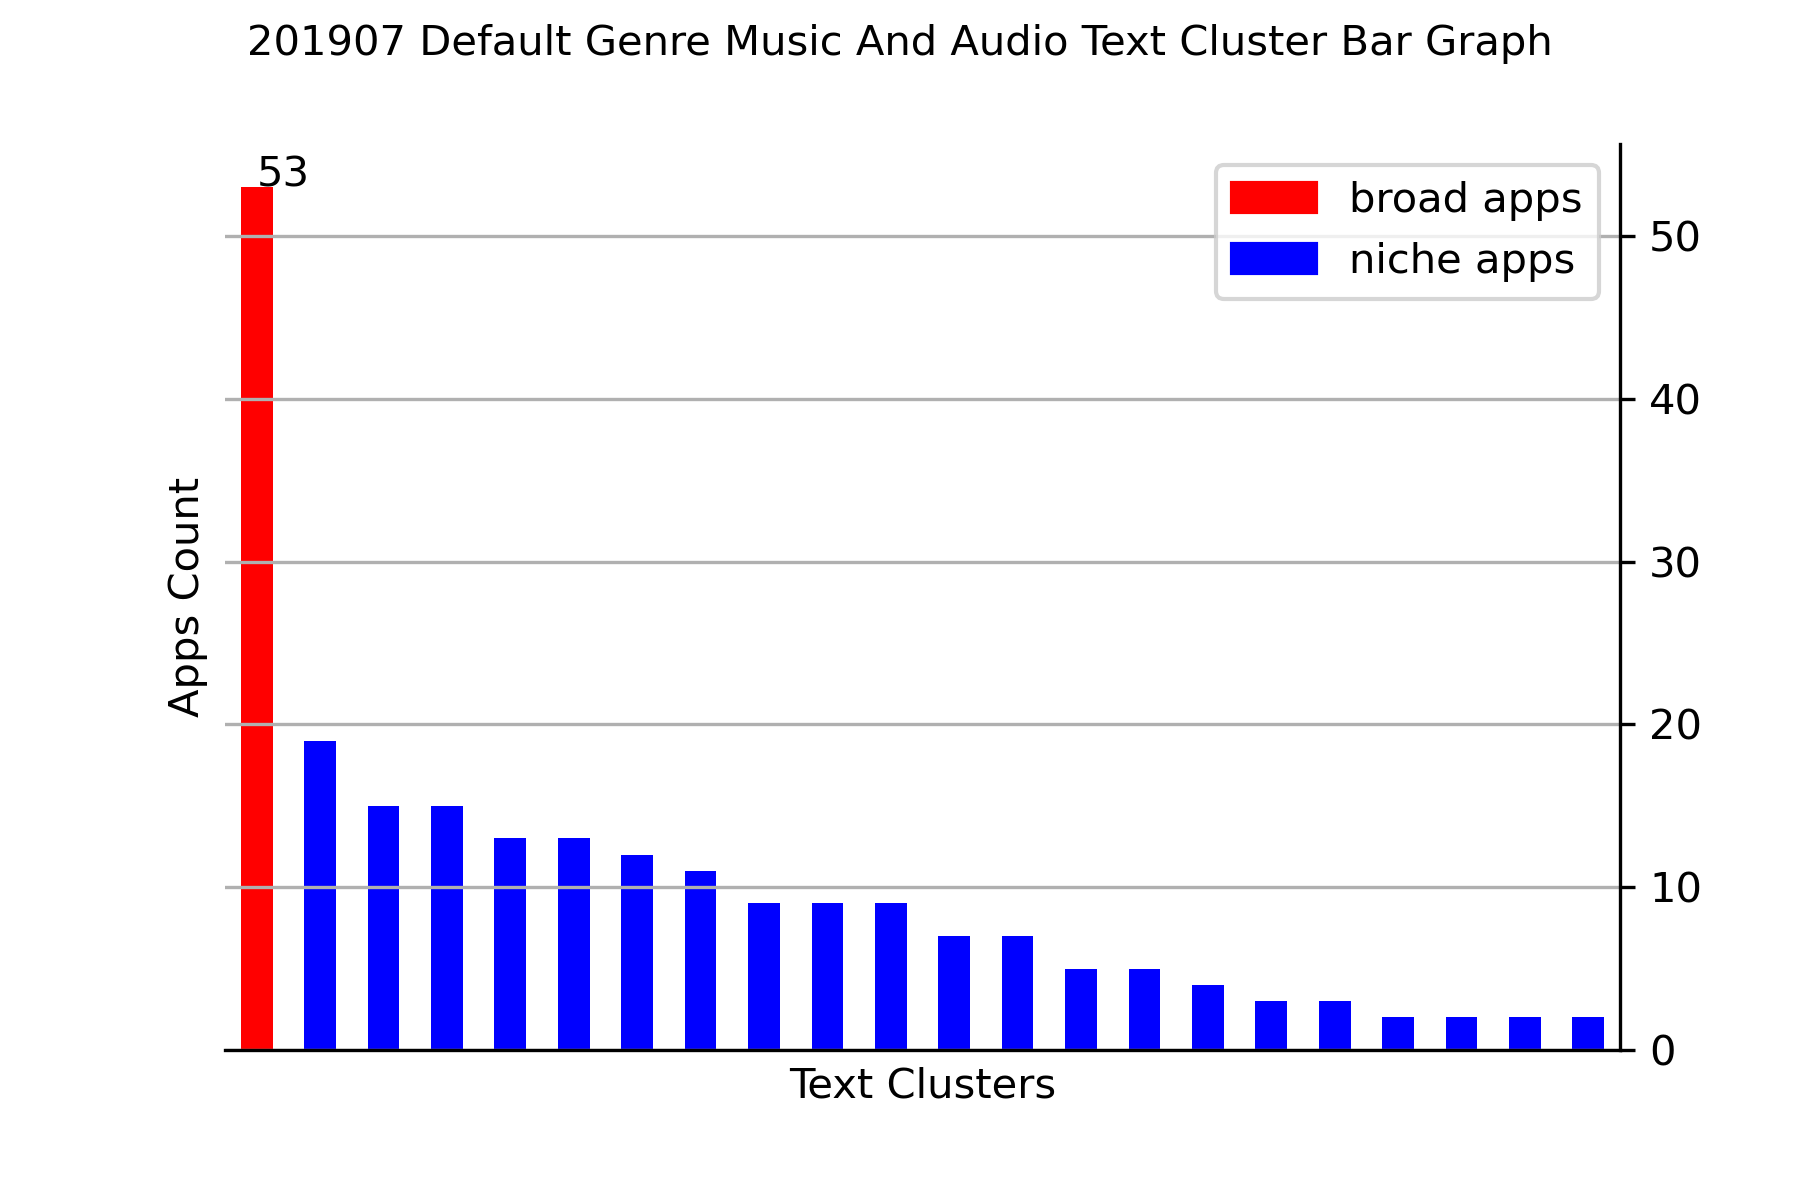 201907 Default Genre Music And Audio Text Cluster Bar Graph
53
broad apps
niche apps
50
40
30
20
10
0
Apps Count
Text Clusters